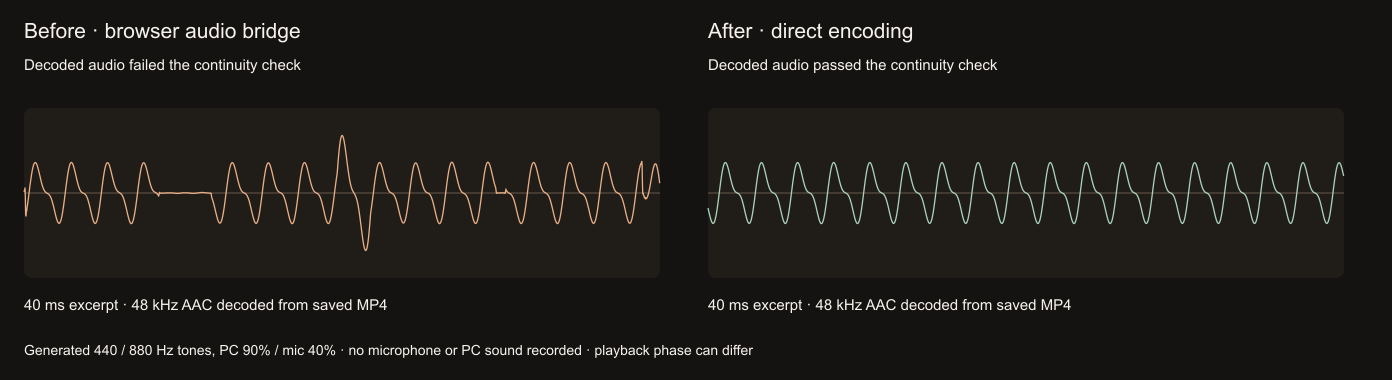 Before · browser audio bridge
Decoded audio failed the continuity check
40 ms excerpt · 48 kHz AAC decoded from saved MP4
After · direct encoding
Decoded audio passed the continuity check
40 ms excerpt · 48 kHz AAC decoded from saved MP4
Generated 440 / 880 Hz tones, PC 90% / mic 40% · no microphone or PC sound recorded · playback phase can differ